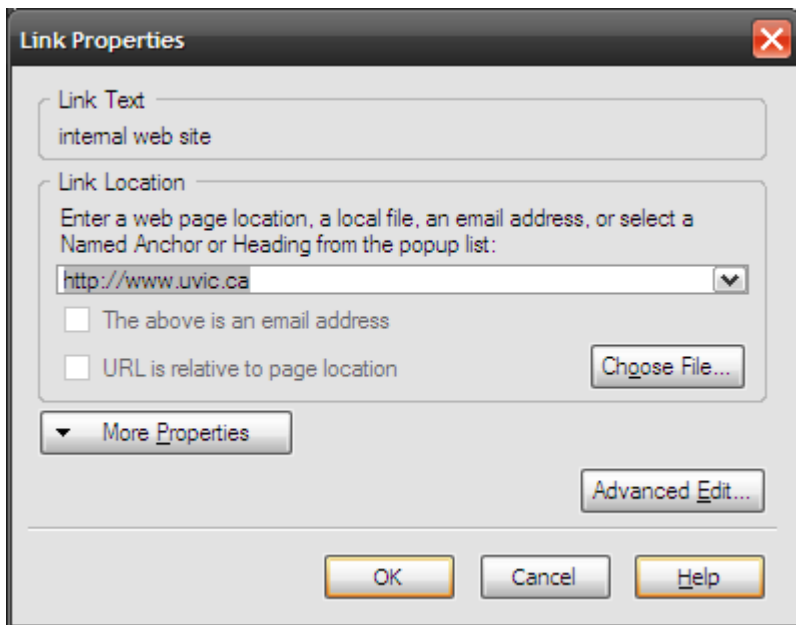 Link Properties
Link Text
internal web site
Link Location
Enter a web page location, a local file, an email address, or select a
Named Anchor or Heading from the popup list:
http://www.uvic.ca
The above is an email address
URL is relative to page location
Choose File...
More Properties
Advanced Edit...
OK
Cancel
Help